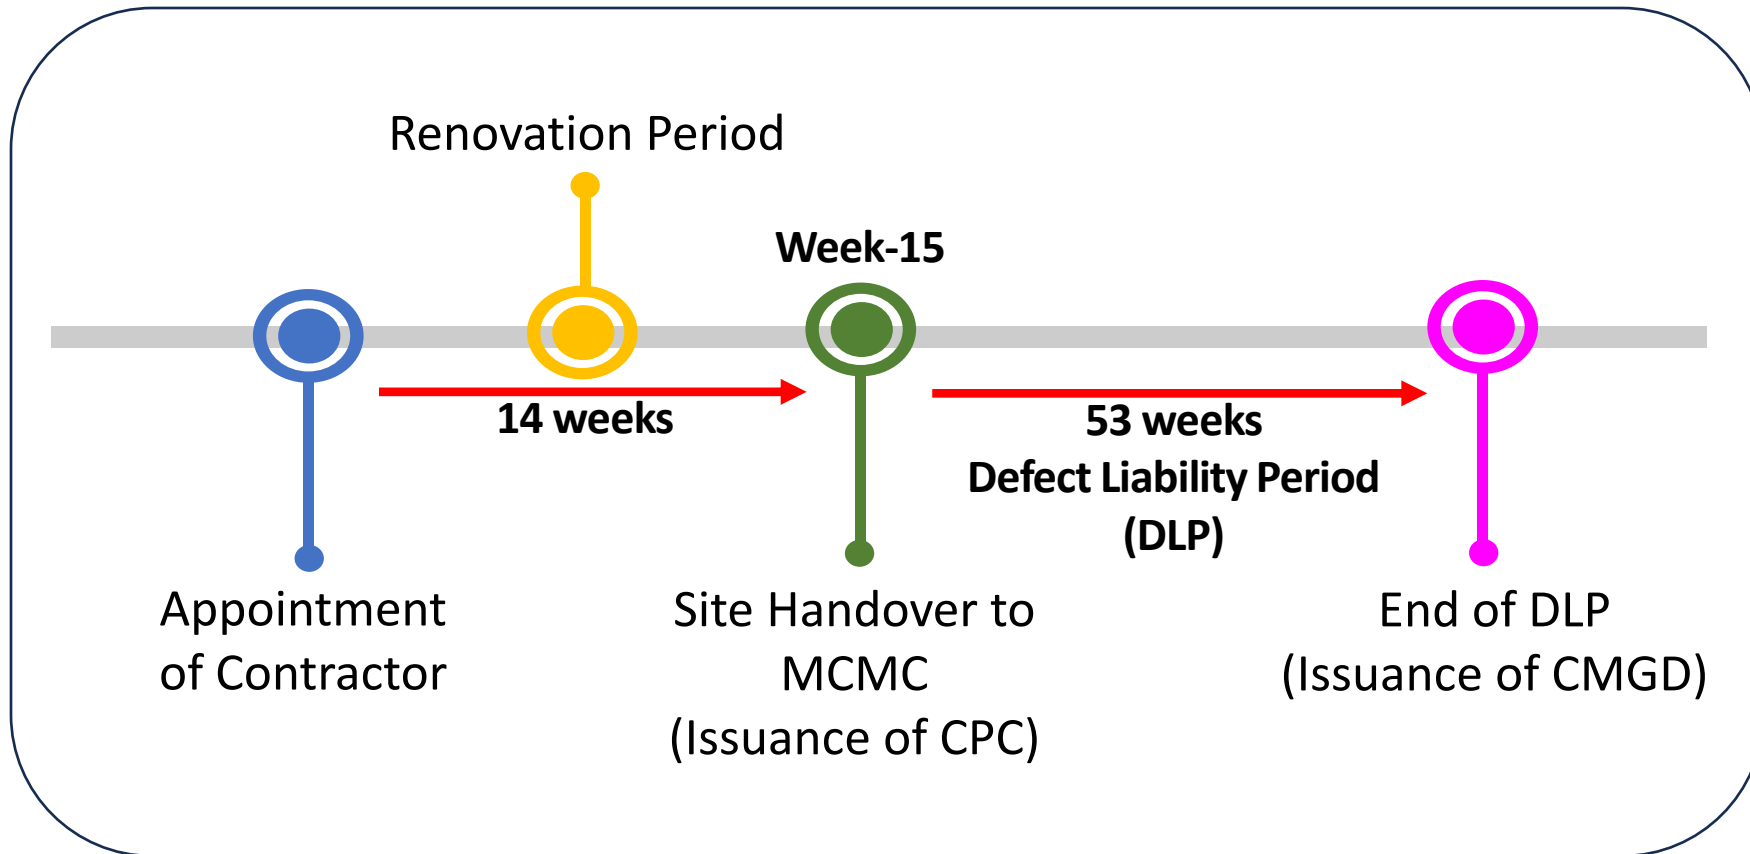 Renovation Period
Week-15
14 weeks
53 weeks
Defect Liability Period
(DLP)
Appointment
of Contractor
Site Handover to
MCMC
(Issuance of CPC)
End of DLP
(Issuance of CMGD)